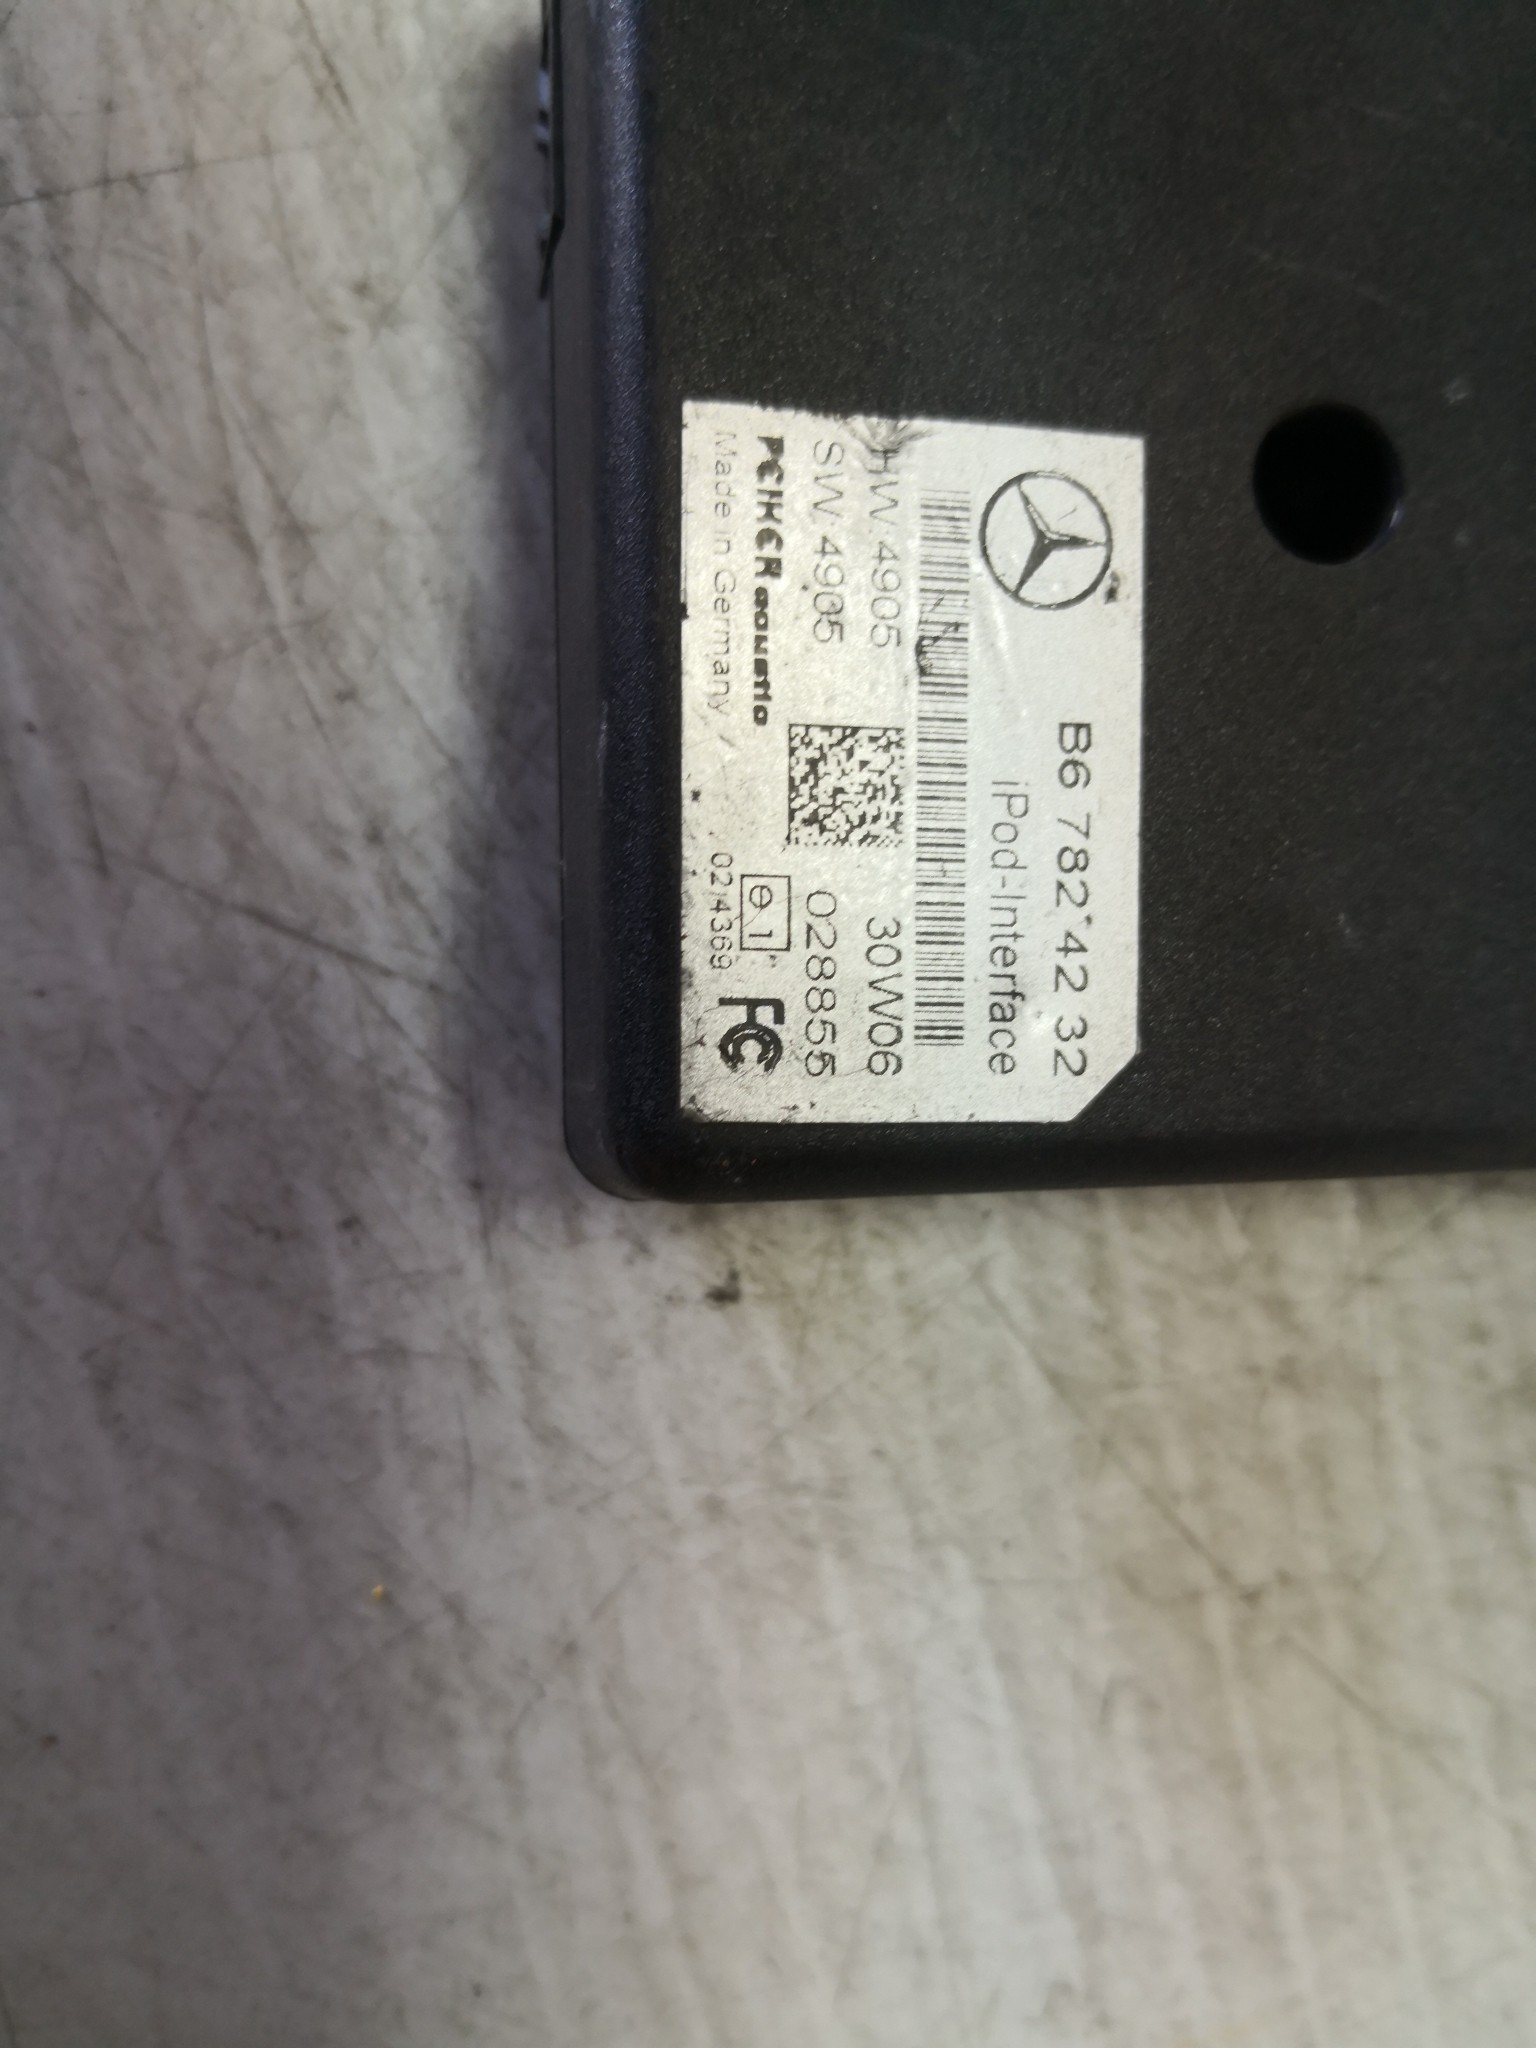 B6 782 42 32
iPod-Interface
HW: 4905 30W06
SW: 4905 028855
PEIKER acustic
Made in Germany
e1
0214369
FC